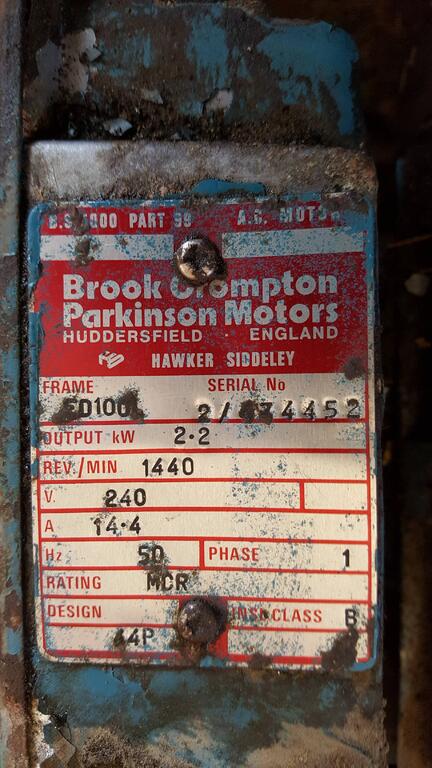 B.S. 5000 PART 99 A.C. MOTOR
Brook Crompton
Parkinson Motors
HUDDERSFIELD · ENGLAND
HAWKER SIDDELEY
FRAME SERIAL No
OUTPUT kW 2·2
REV./MIN 1440
V. 240
A 14·4
Hz 50 PHASE 1
RATING MCR
DESIGN INSN CLASS B